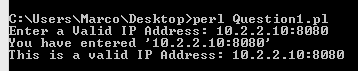 C:\Users\Marco\Desktop>perl Question1.pl
Enter a Valid IP Address: 10.2.2.10:8080
You have entered '10.2.2.10:8080'
This is a valid IP Address: 10.2.2.10:8080